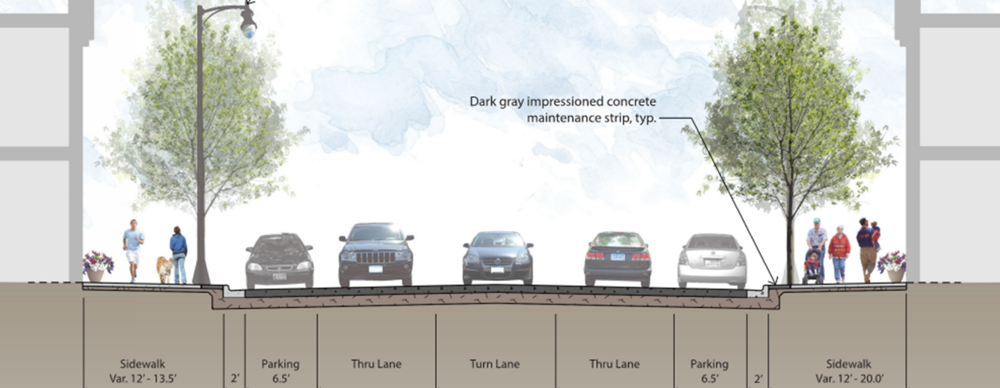 Dark gray impressioned concrete
maintenance strip, typ.
Sidewalk
Var. 12' - 13.5'
2'
Parking
6.5'
Thru Lane
Turn Lane
Thru Lane
Parking
6.5'
2'
Sidewalk
Var. 12' - 20.0'